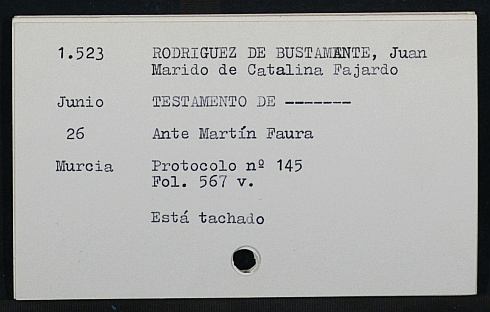 1.523 RODRIGUEZ DE BUSTAMANTE, Juan
Marido de Catalina Fajardo
Junio TESTAMENTO DE -------
26 Ante Martín Faura
Murcia Protocolo nº 145
Fol. 567 v.
Está tachado